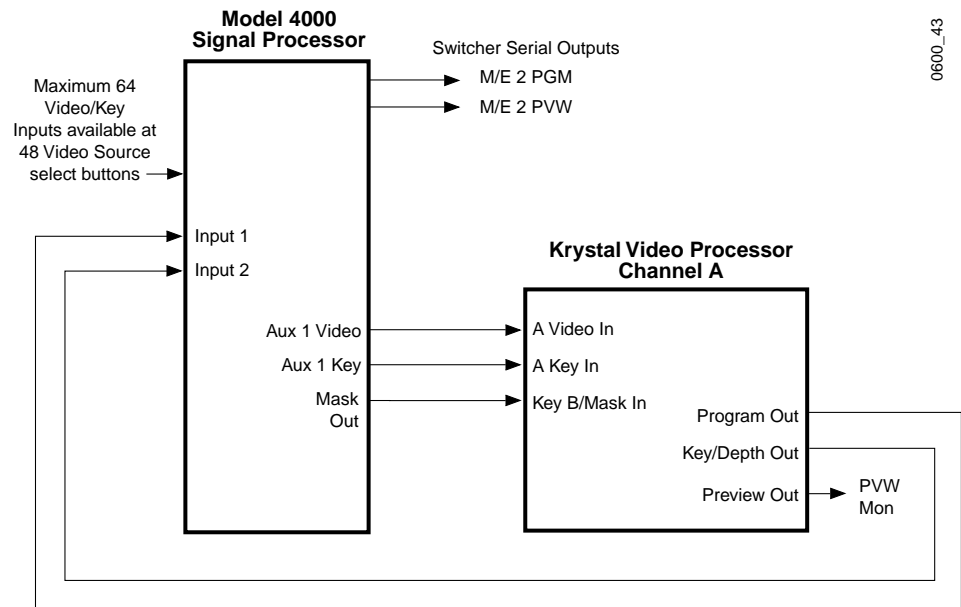 Model 4000
Signal Processor
Switcher Serial Outputs
M/E 2 PGM
M/E 2 PVW
0600_43
Maximum 64
Video/Key
Inputs available at
48 Video Source
select buttons
Input 1
Input 2
Aux 1 Video
Aux 1 Key
Mask
Out
Krystal Video Processor
Channel A
A Video In
A Key In
Key B/Mask In
Program Out
Key/Depth Out
Preview Out
PVW
Mon